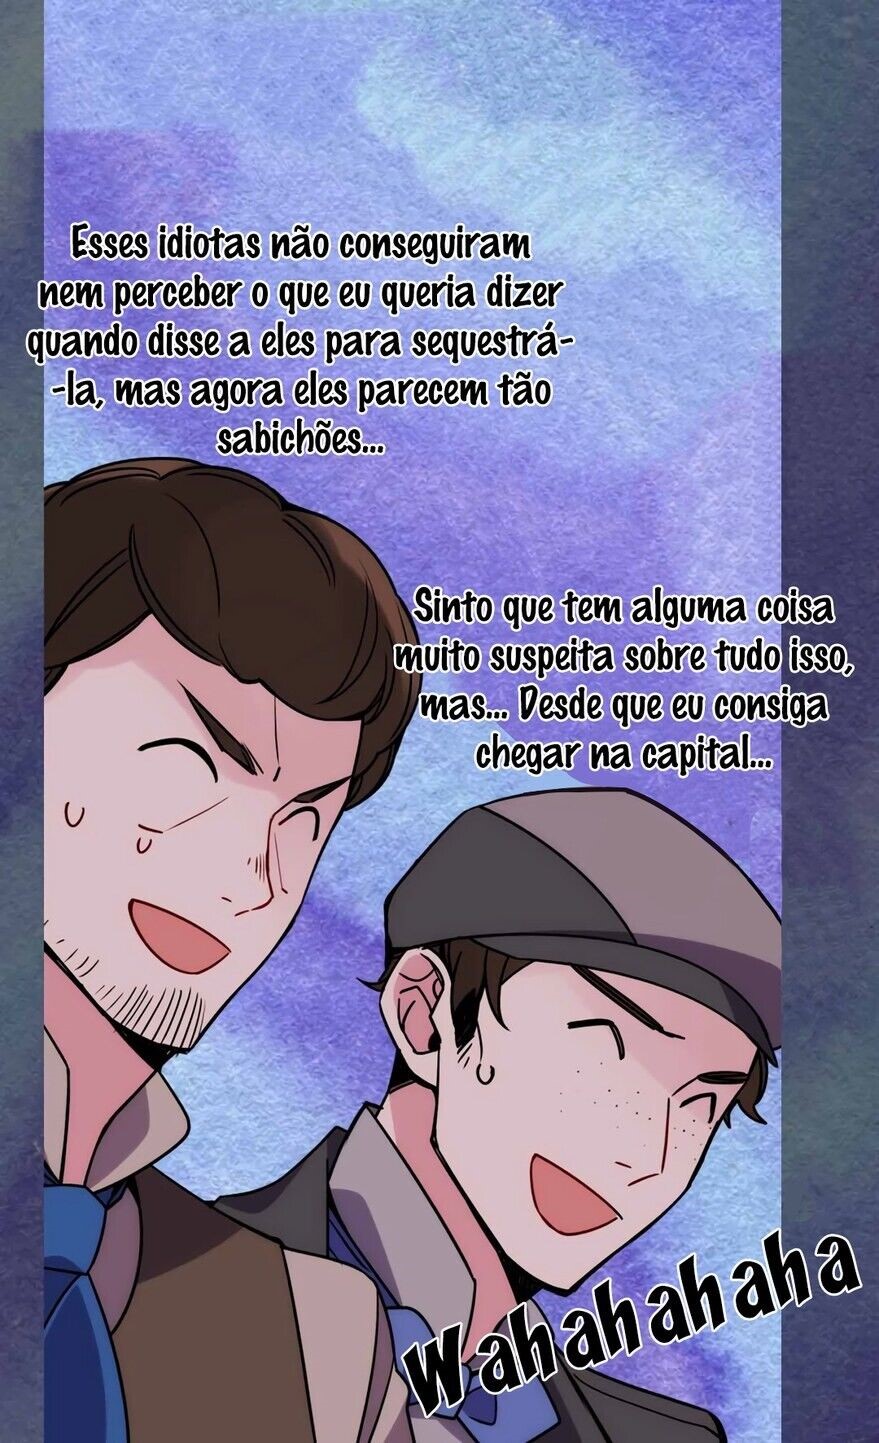 Esses idiotas não conseguiram
nem perceber o que eu queria dizer
quando disse a eles para sequestrá-
-la, mas agora eles parecem tão
sabichões...
Sinto que tem alguma coisa
muito suspeita sobre tudo isso,
mas... Desde que eu consiga
chegar na capital...
Wahahahaha